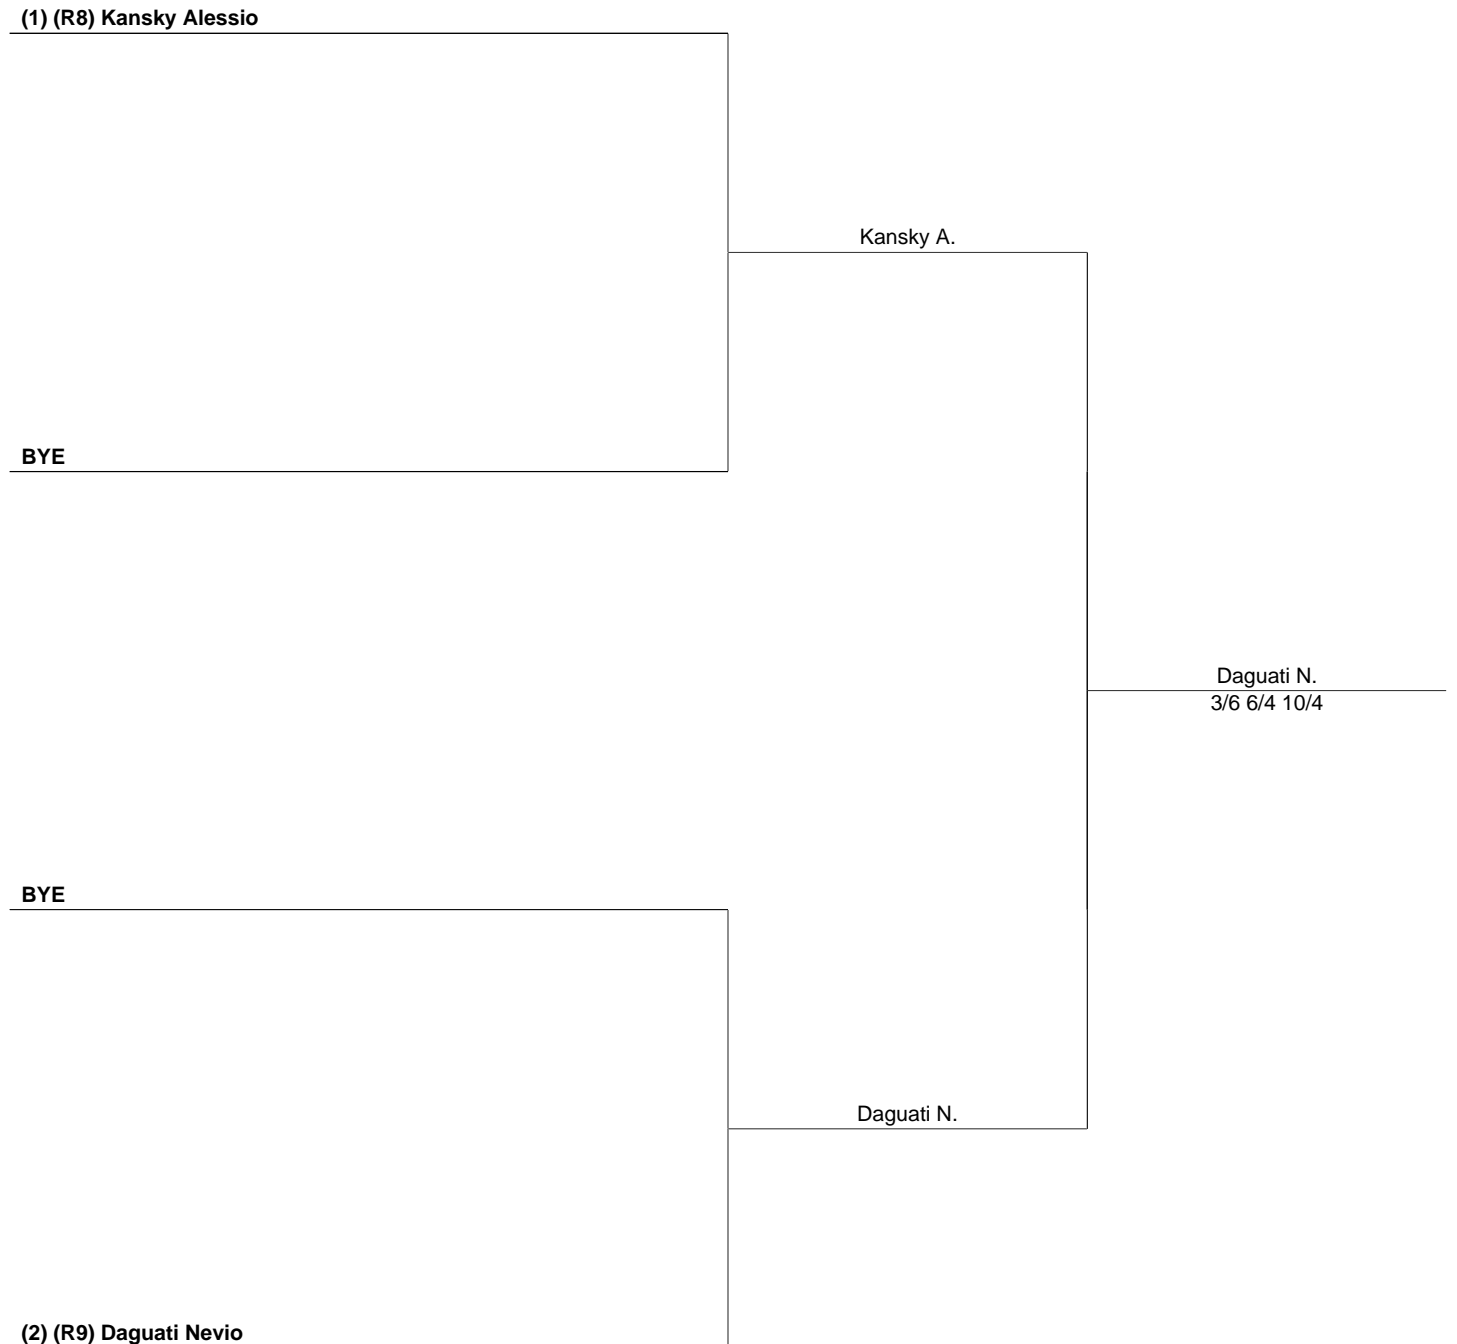 (1) (R8) Kansky Alessio
Kansky A.
BYE
Daguati N.
3/6 6/4 10/4
BYE
Daguati N.
(2) (R9) Daguati Nevio